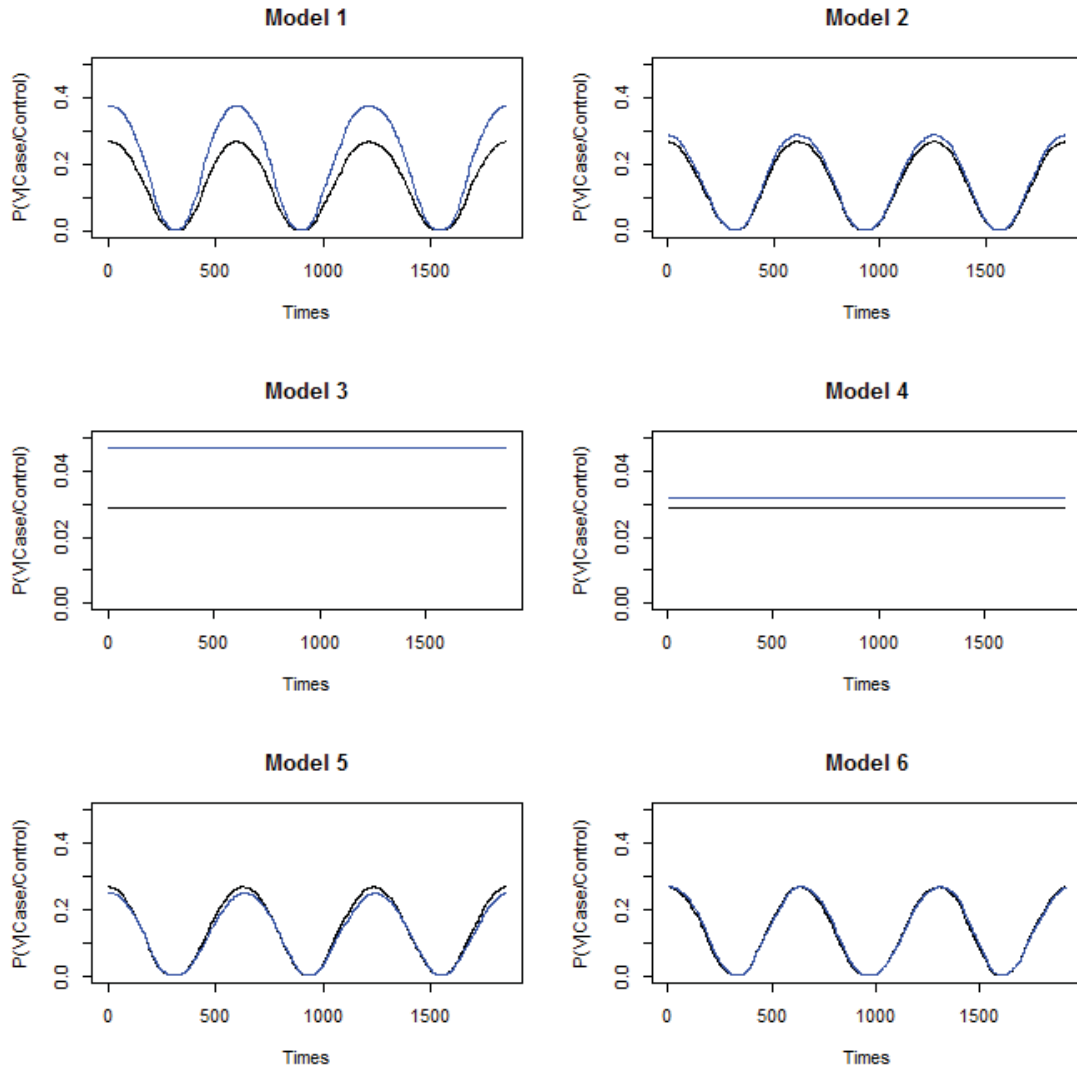 Model 1
P(V|Case/Control)
0.0 0.2 0.4
0 500 1000 1500
Times
Model 2
P(V|Case/Control)
0.0 0.2 0.4
0 500 1000 1500
Times
Model 3
P(V|Case/Control)
0.00 0.02 0.04
0 500 1000 1500
Times
Model 4
P(V|Case/Control)
0.00 0.02 0.04
0 500 1000 1500
Times
Model 5
P(V|Case/Control)
0.0 0.2 0.4
0 500 1000 1500
Times
Model 6
P(V|Case/Control)
0.0 0.2 0.4
0 500 1000 1500
Times